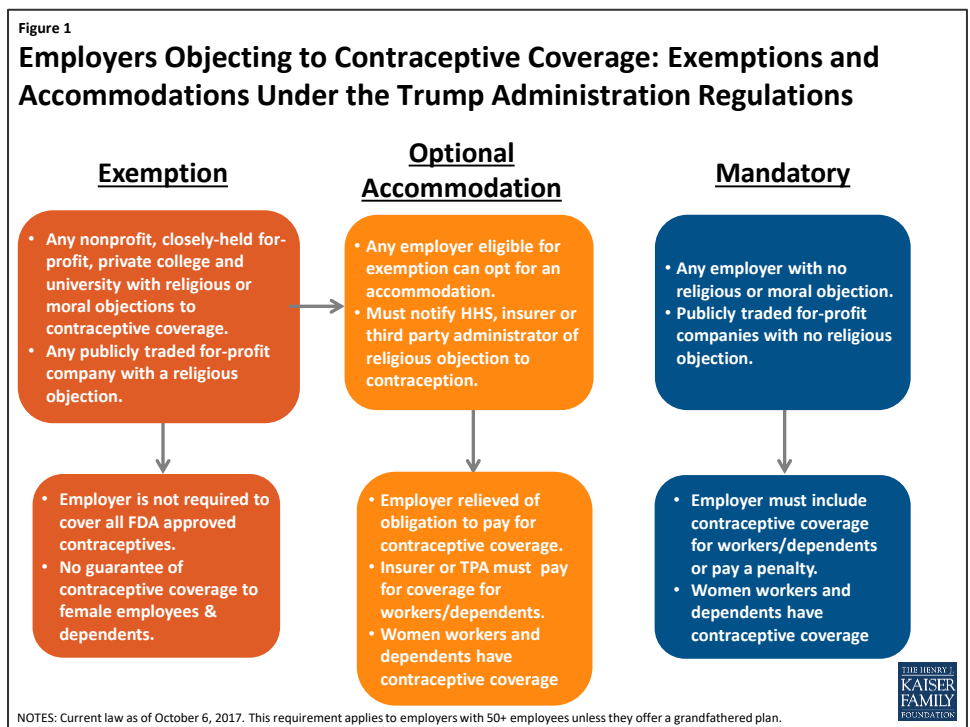 Figure 1
Employers Objecting to Contraceptive Coverage: Exemptions and
Accommodations Under the Trump Administration Regulations
Exemption
• Any nonprofit, closely-held for-
profit, private college and
university with religious or
moral objections to
contraceptive coverage.
• Any publicly traded for-profit
company with a religious
objection.
• Employer is not required to
cover all FDA approved
contraceptives.
• No guarantee of
contraceptive coverage to
female employees &
dependents.
Optional
Accommodation
• Any employer eligible for
exemption can opt for an
accommodation.
• Must notify HHS, insurer or
third party administrator of
religious objection to
contraception.
• Employer relieved of
obligation to pay for
contraceptive coverage.
• Insurer or TPA must pay
for coverage for
workers/dependents.
• Women workers and
dependents have
contraceptive coverage
Mandatory
• Any employer with no
religious or moral objection.
• Publicly traded for-profit
companies with no religious
objection.
• Employer must include
contraceptive coverage
for workers/dependents
or pay a penalty.
• Women workers and
dependents have
contraceptive coverage
NOTES: Current law as of October 6, 2017. This requirement applies to employers with 50+ employees unless they offer a grandfathered plan.
THE HENRY J.
KAISER
FAMILY
FOUNDATION